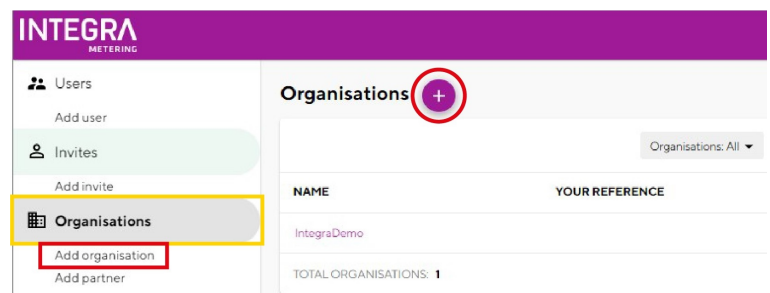 INTEGRA
METERING
Users
Add user
Invites
Add invite
Organisations
Add organisation
Add partner
Organisations +
Organisations: All
NAME YOUR REFERENCE
IntegraDemo
TOTAL ORGANISATIONS: 1